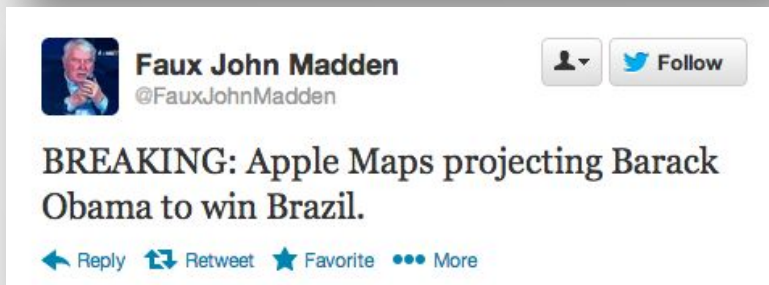 Faux John Madden
@FauxJohnMadden
Follow
BREAKING: Apple Maps projecting Barack
Obama to win Brazil.
Reply Retweet Favorite More